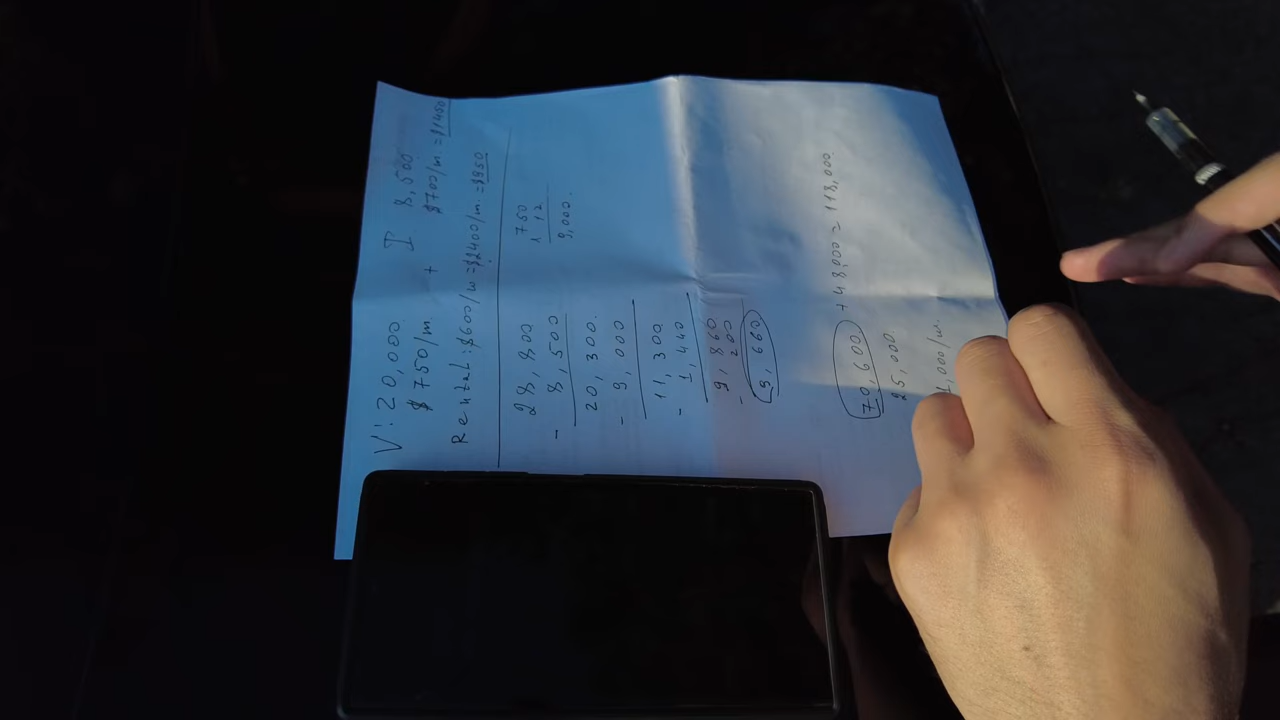 V: 20,000 + I 8,500
$750/m. $700/m. = $1450
Rental: $600/w = $2400/m. = $950
28,800
- 8,500
20,300.
- 9,000
11,300
- 1,440
9,860
- 200
9,660
750
12
9,000.
70,600 + 48,000 = 118,000
25,000
1,000/m.